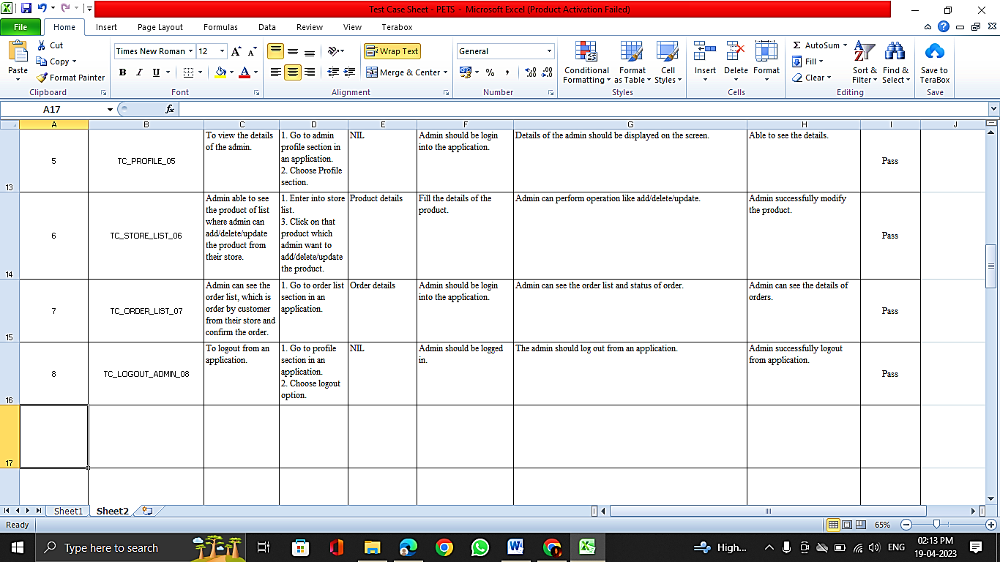 Test Case Sheet - PETS - Microsoft Excel (Product Activation Failed)
File Home Insert Page Layout Formulas Data Review View Terabox
Paste
Cut
Copy
Format Painter
Clipboard
Times New Roman 12
B I U
Font
Wrap Text
Merge & Center
Alignment
General
% ,
Number
Conditional Formatting
Format as Table
Cell Styles
Styles
Insert Delete Format
Cells
Σ AutoSum
Fill
Clear
Sort & Filter
Find & Select
Editing
Save to TeraBox
Save
A17 fx
A B C D E F G H I J
13
5
TC_PROFILE_05
To view the details
of the admin.
1. Go to admin
profile section in
an application.
2. Choose Profile
section.
NIL
Admin should be login
into the application.
Details of the admin should be displayed on the screen.
Able to see the details.
Pass
14
6
TC_STORE_LIST_06
Admin able to see
the product of list
where admin can
add/delete/update
the product from
their store.
1. Enter into store
list.
3. Click on that
product which
admin want to
add/delete/update
the product.
Product details
Fill the details of the
product.
Admin can perform operation like add/delete/update.
Admin successfully modify
the product.
Pass
15
7
TC_ORDER_LIST_07
Admin can see the
order list, which is
order by customer
from their store and
confirm the order.
1. Go to order list
section in an
application.
Order details
Admin should be login
into the application.
Admin can see the order list and status of order.
Admin can see the details of
orders.
Pass
16
8
TC_LOGOUT_ADMIN_08
To logout from an
application.
1. Go to profile
section in an
application.
2. Choose logout
option.
NIL
Admin should be logged
in.
The admin should log out from an application.
Admin successfully logout
from application.
Pass
17
Sheet1 Sheet2
Ready
65%
Type here to search
High...
ENG
02:13 PM
19-04-2023